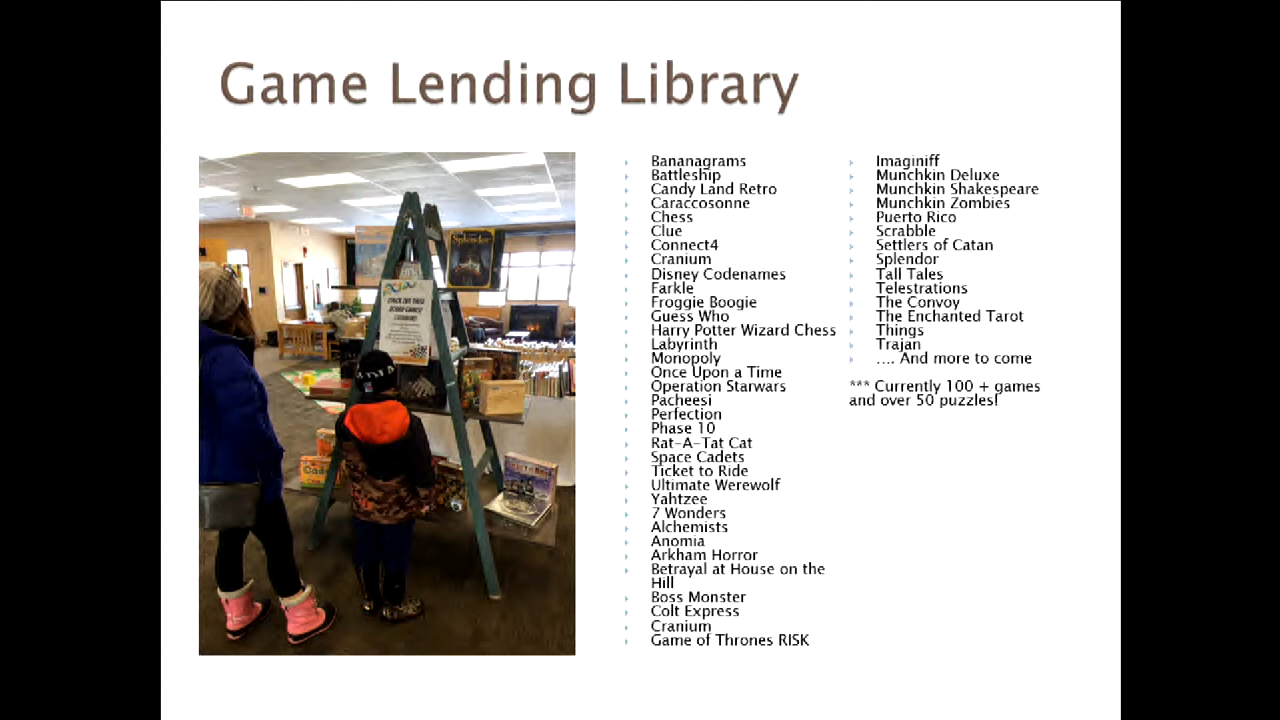 Game Lending Library
Bananagrams
Battleship
Candy Land Retro
Caraccosonne
Chess
Clue
Connect4
Cranium
Disney Codenames
Farkle
Froggie Boogie
Guess Who
Harry Potter Wizard Chess
Labyrinth
Monopoly
Once Upon a Time
Operation Starwars
Pacheesi
Perfection
Phase 10
Rat-A-Tat Cat
Space Cadets
Ticket to Ride
Ultimate Werewolf
Yahtzee
7 Wonders
Alchemists
Anomia
Arkham Horror
Betrayal at House on the
Hill
Boss Monster
Colt Express
Cranium
Game of Thrones RISK
Imaginiff
Munchkin Deluxe
Munchkin Shakespeare
Munchkin Zombies
Puerto Rico
Scrabble
Settlers of Catan
Splendor
Tall Tales
Telestrations
The Convoy
The Enchanted Tarot
Things
Trajan
.... And more to come
*** Currently 100 + games
and over 50 puzzles!
Splendor
CHECK OUT THESE
BOARD GAMES!